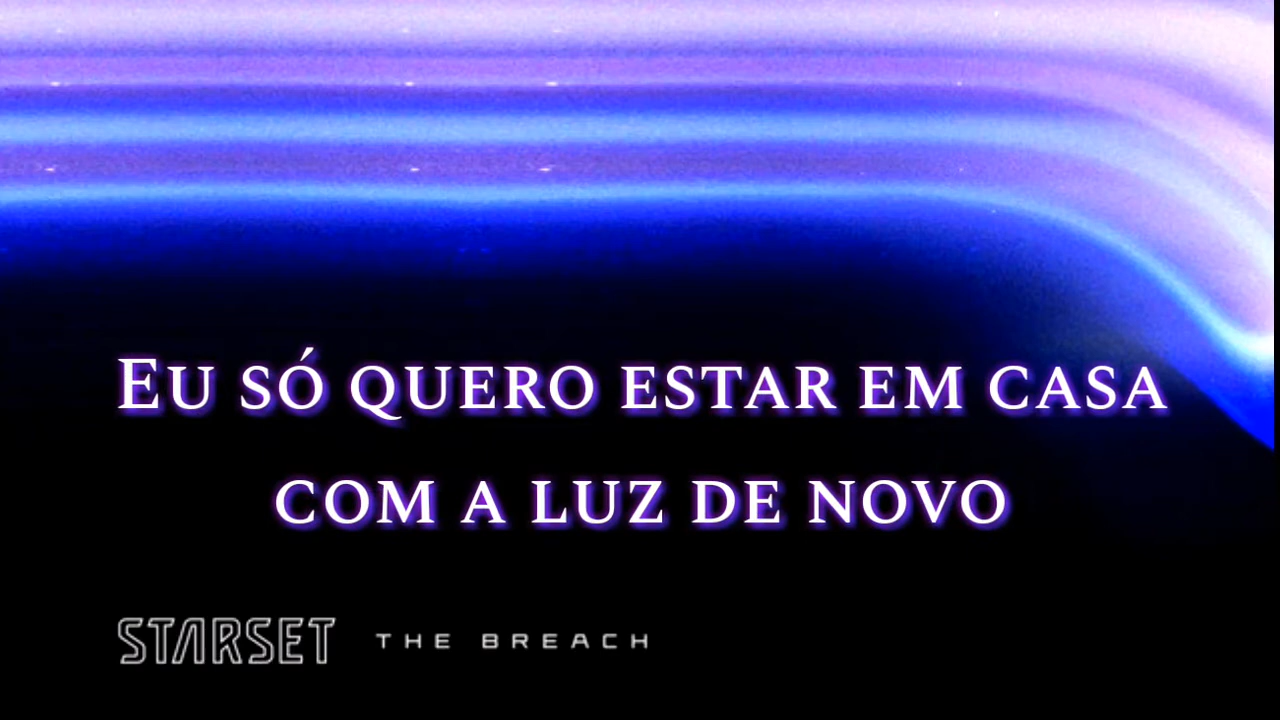 Eu só quero estar em casa
com a luz de novo
STARSET THE BREACH